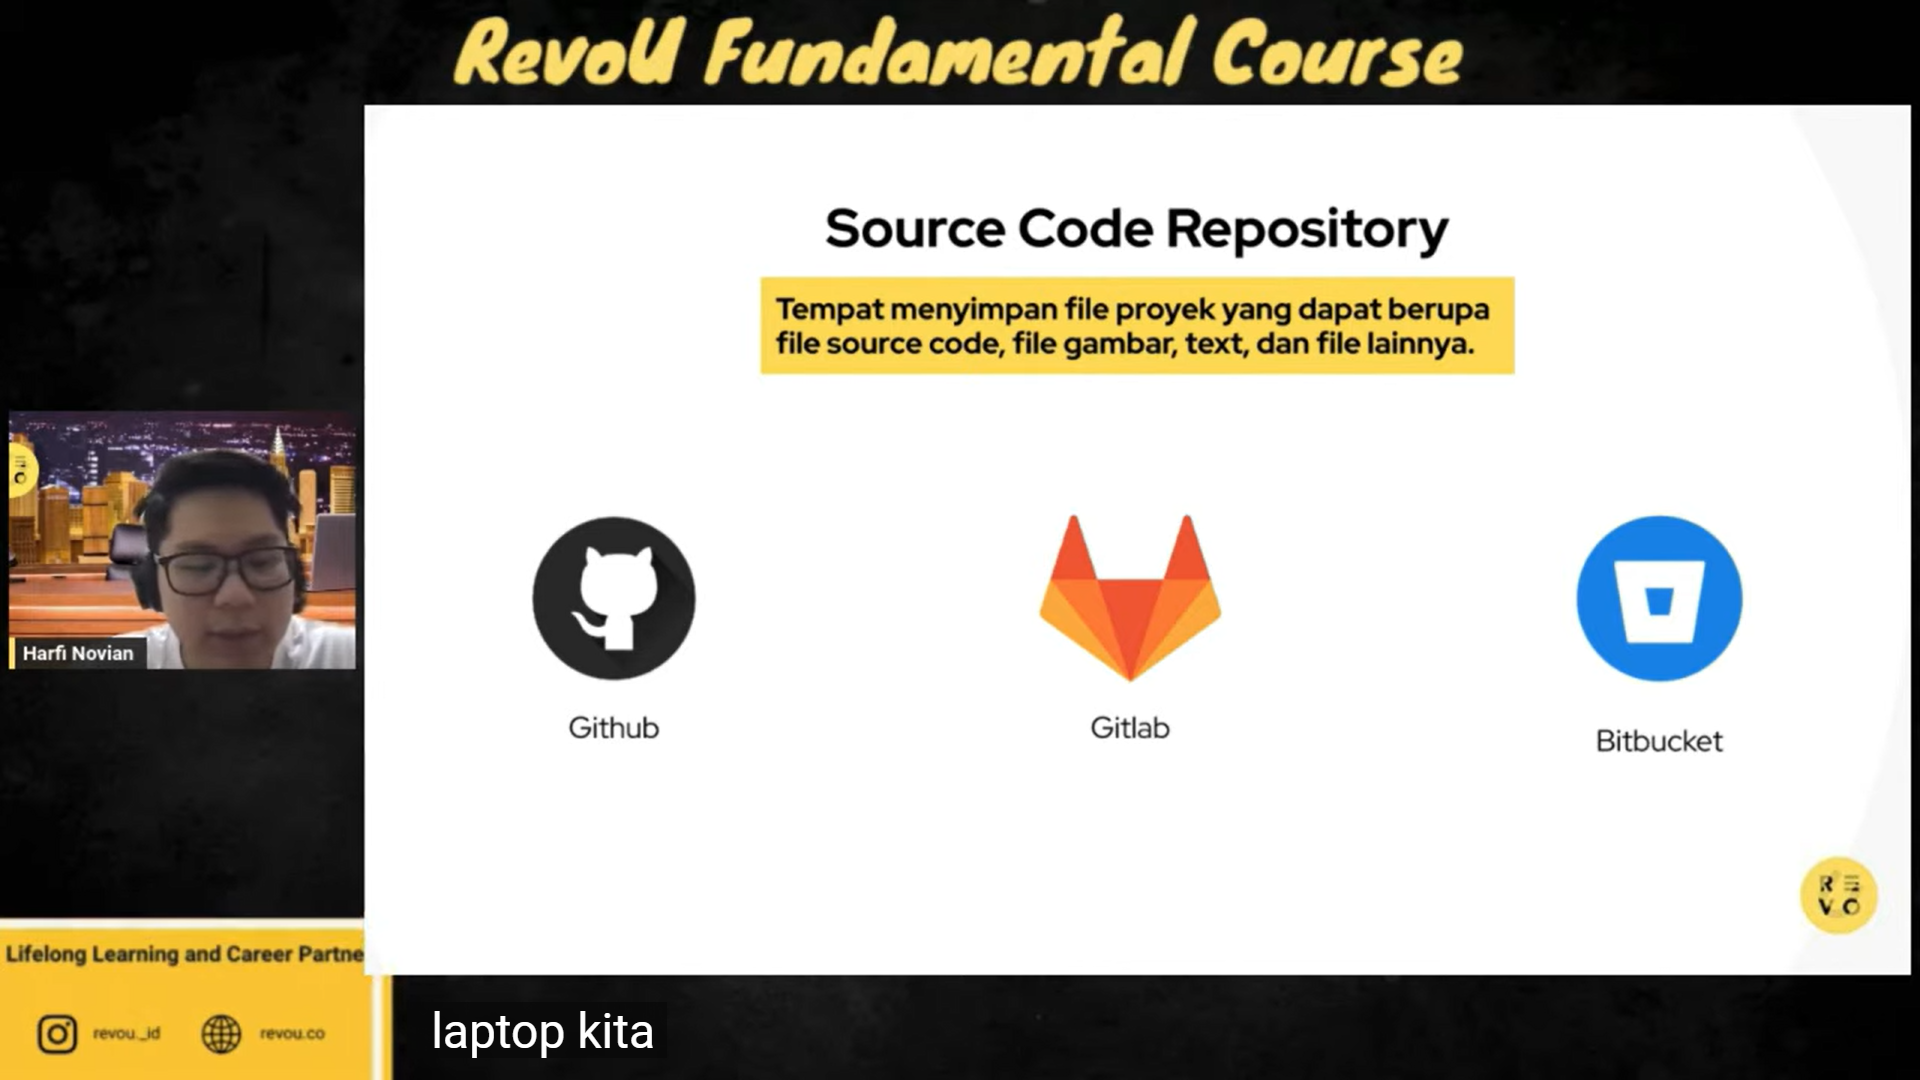 RevoU Fundamental Course
Source Code Repository
Tempat menyimpan file proyek yang dapat berupa
file source code, file gambar, text, dan file lainnya.
Harfi Novian
Github
Gitlab
Bitbucket
R E
V O
Lifelong Learning and Career Partne
revou_id
revou.co
laptop kita